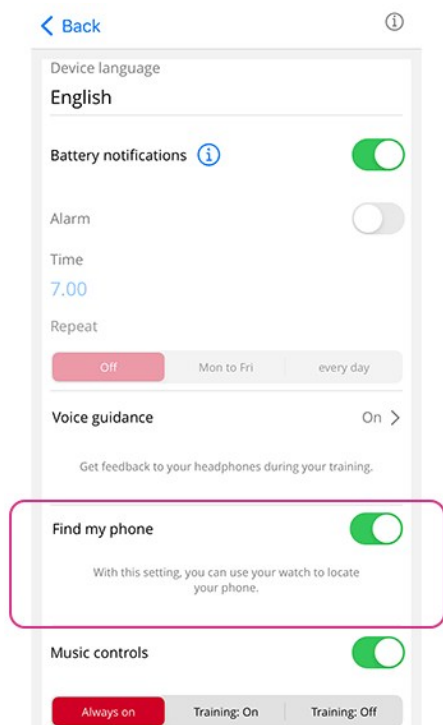 Back
Device language
English
Battery notifications
Alarm
Time
7.00
Repeat
Off Mon to Fri every day
Voice guidance On
Get feedback to your headphones during your training.
Find my phone
With this setting, you can use your watch to locate
your phone.
Music controls
Always on Training: On Training: Off